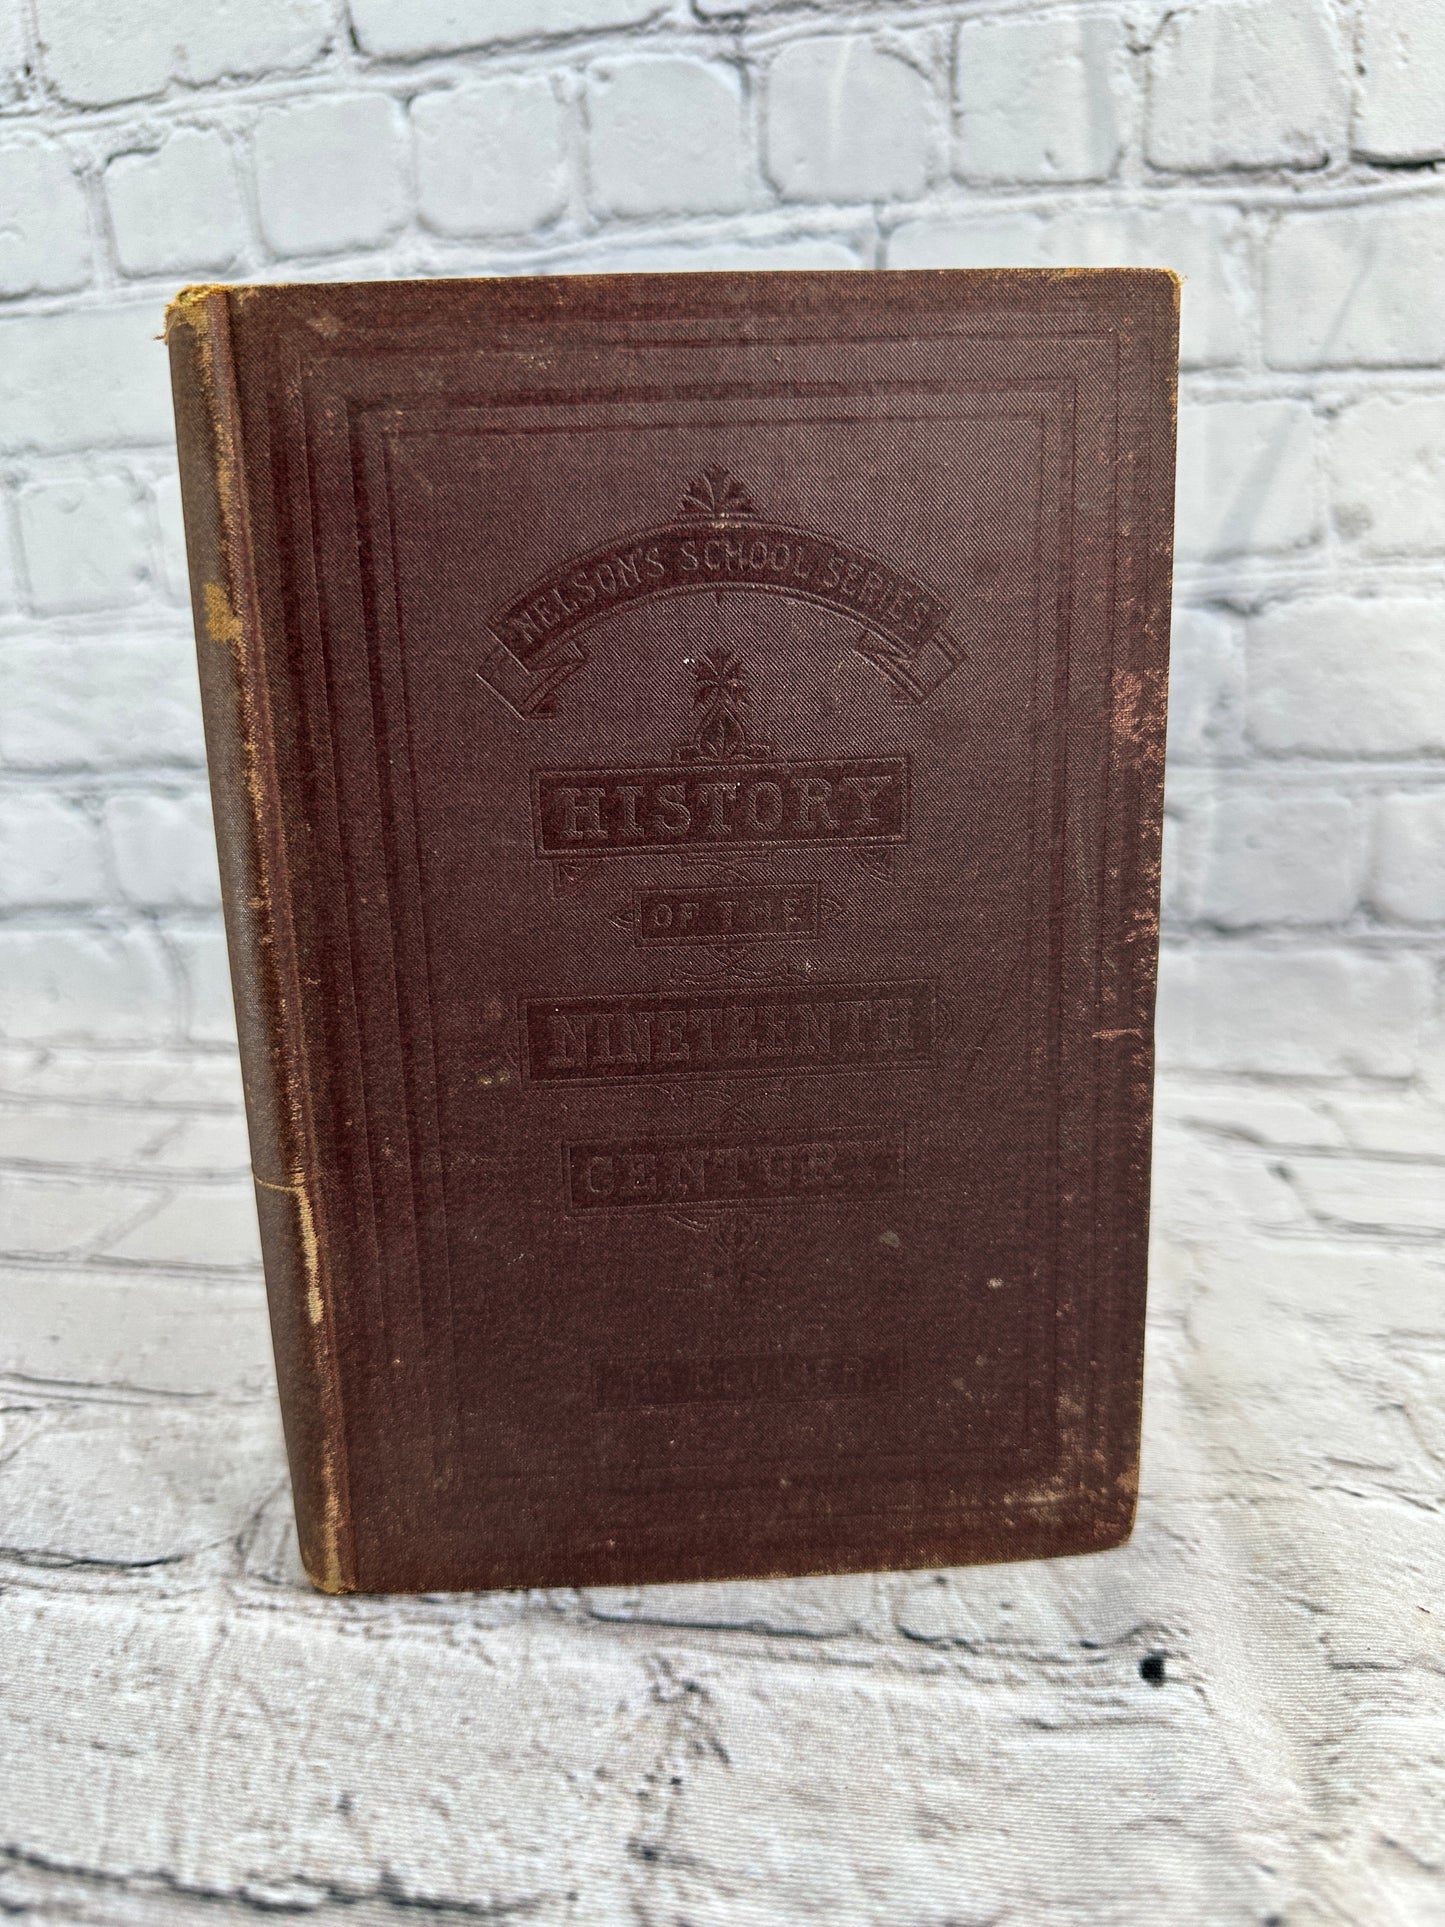 NELSON'S SCHOOL SERIES
HISTORY
OF THE
NINETEENTH
CENTURY